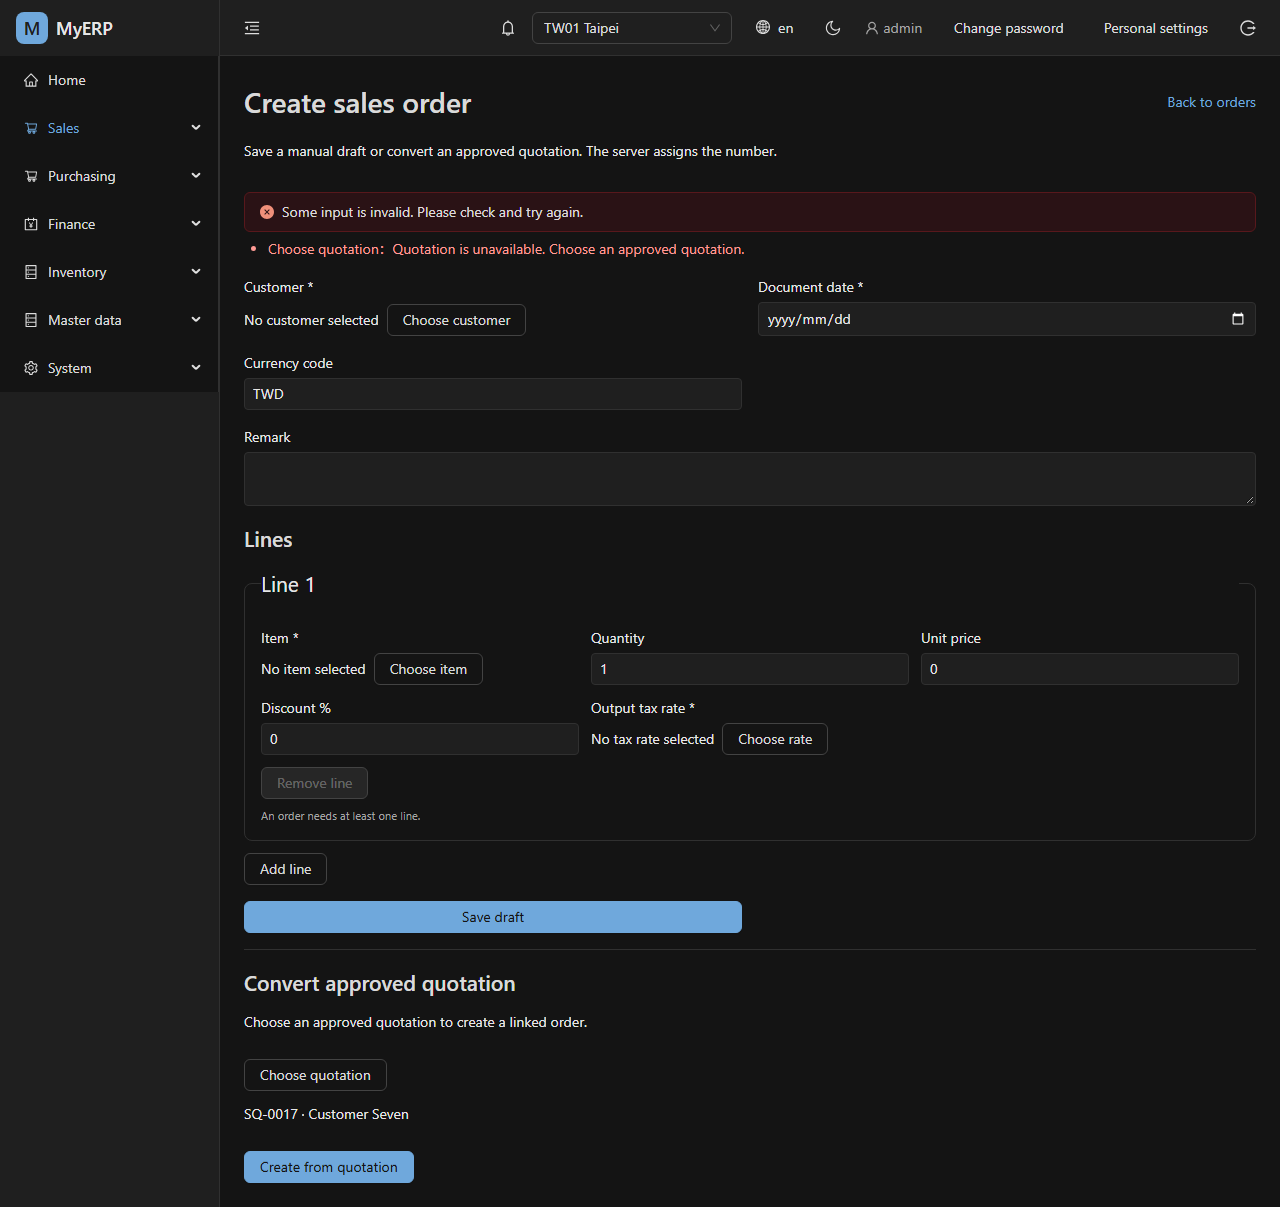 M MyERP
TW01 Taipei
en
admin
Change password
Personal settings
Home
Sales
Purchasing
Finance
Inventory
Master data
System
Create sales order
Back to orders
Save a manual draft or convert an approved quotation. The server assigns the number.
Some input is invalid. Please check and try again.
• Choose quotation：Quotation is unavailable. Choose an approved quotation.
Customer *
No customer selected
Choose customer
Document date *
yyyy/mm/dd
Currency code
TWD
Remark
Lines
Line 1
Item *
No item selected
Choose item
Quantity
1
Unit price
0
Discount %
0
Output tax rate *
No tax rate selected
Choose rate
Remove line
An order needs at least one line.
Add line
Save draft
Convert approved quotation
Choose an approved quotation to create a linked order.
Choose quotation
SQ-0017 · Customer Seven
Create from quotation